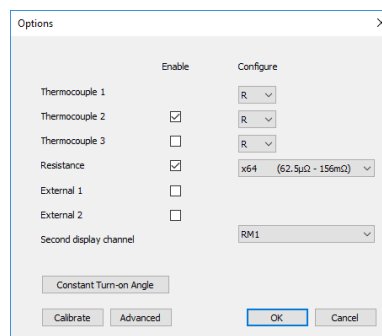 Options
Enable Configure
Thermocouple 1 R
Thermocouple 2 R
Thermocouple 3 R
Resistance x64 (62.5µΩ - 156mΩ)
External 1
External 2
Second display channel RM1
Constant Turn-on Angle
Calibrate Advanced OK Cancel